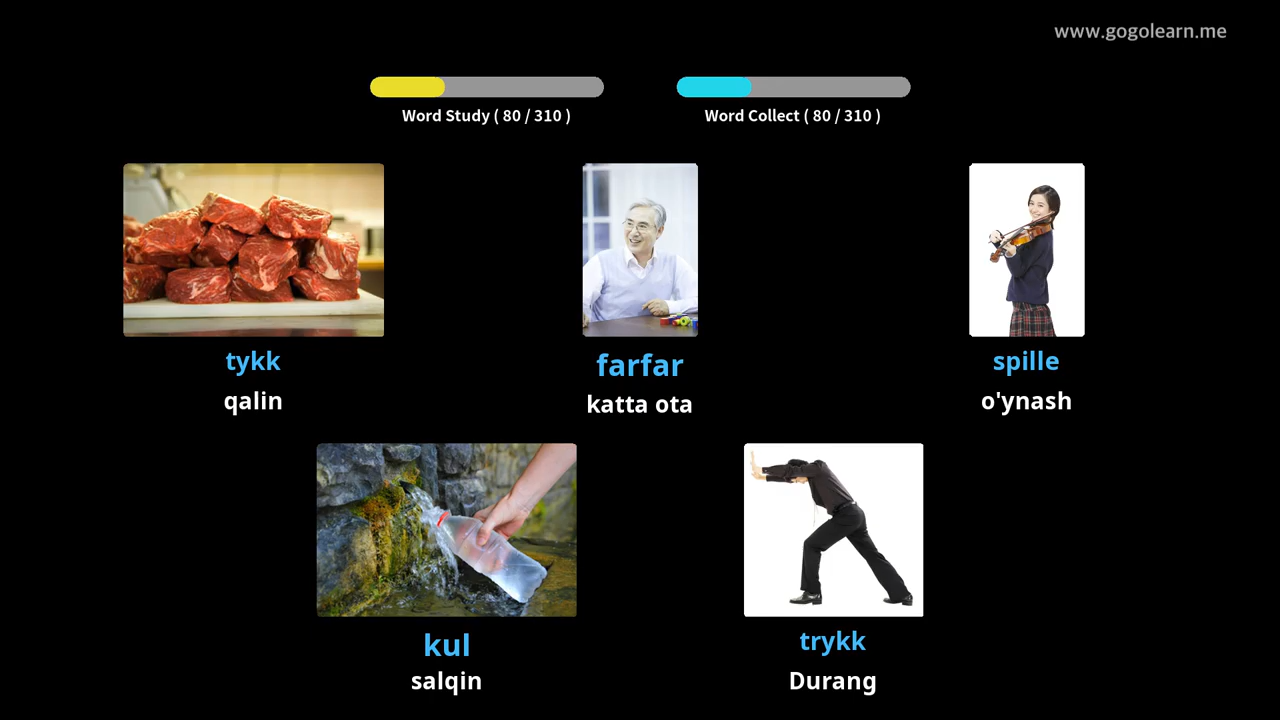 www.gogolearn.me
Word Study ( 80 / 310 )
Word Collect ( 80 / 310 )
tykk
qalin
farfar
katta ota
spille
o'ynash
kul
salqin
trykk
Durang